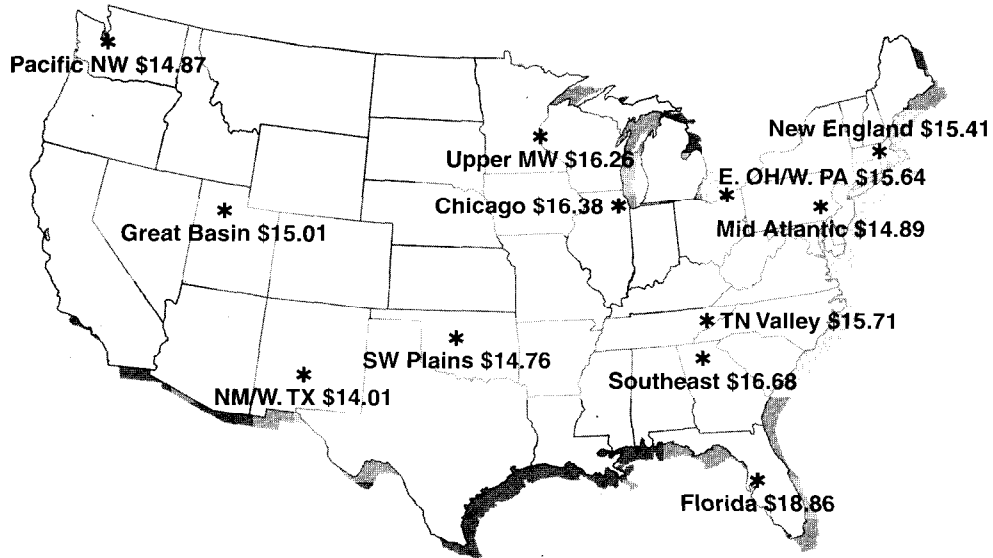 * Pacific NW $14.87
New England $15.41 *
* Upper MW $16.26
E. OH/W. PA $15.64 *
Chicago $16.38 *
* Mid Atlantic $14.89
* Great Basin $15.01
* TN Valley $15.71
* SW Plains $14.76
* Southeast $16.68
* NM/W. TX $14.01
* Florida $18.86